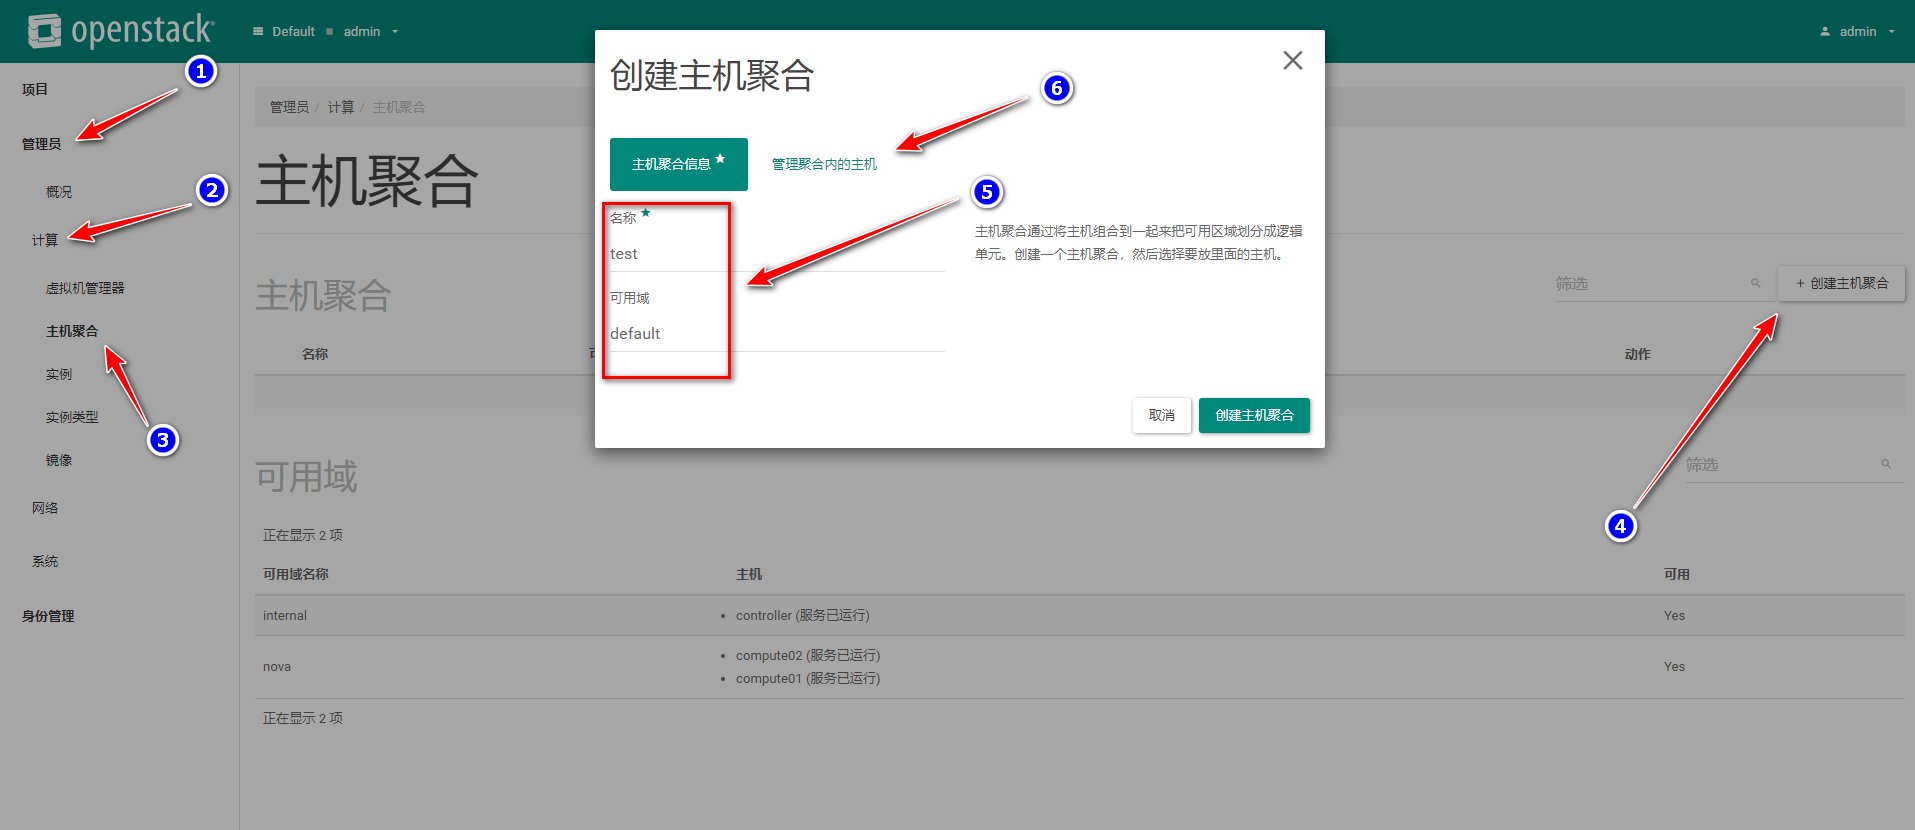 openstack
Default admin
admin
项目
管理员
概况
计算
虚拟机管理器
主机聚合
实例
实例类型
镜像
网络
系统
身份管理
1
2
3
管理员 / 计算 / 主机聚合
主机聚合
主机聚合
筛选
+ 创建主机聚合
名称
动作
4
创建主机聚合
6
主机聚合信息
管理聚合内的主机
5
名称
test
可用域
default
主机聚合通过将主机组合到一起来把可用区域划分成逻辑
单元。创建一个主机聚合，然后选择要放里面的主机。
取消
创建主机聚合
可用域
筛选
正在显示 2 项
可用域名称 主机 可用
internal controller (服务已运行) Yes
nova compute02 (服务已运行) Yes
compute01 (服务已运行)
正在显示 2 项